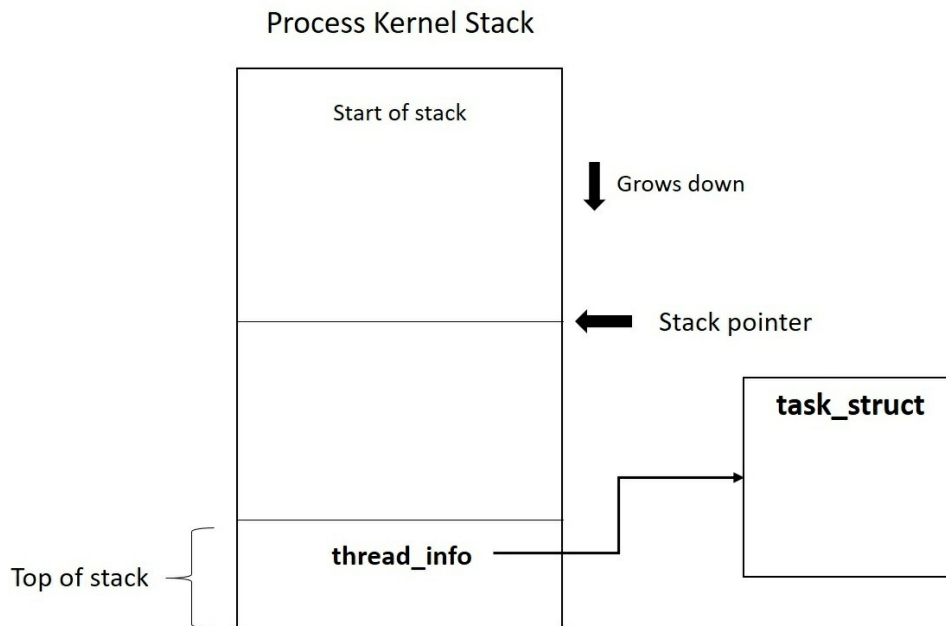 Process Kernel Stack
Start of stack
Grows down
Stack pointer
task_struct
thread_info
Top of stack